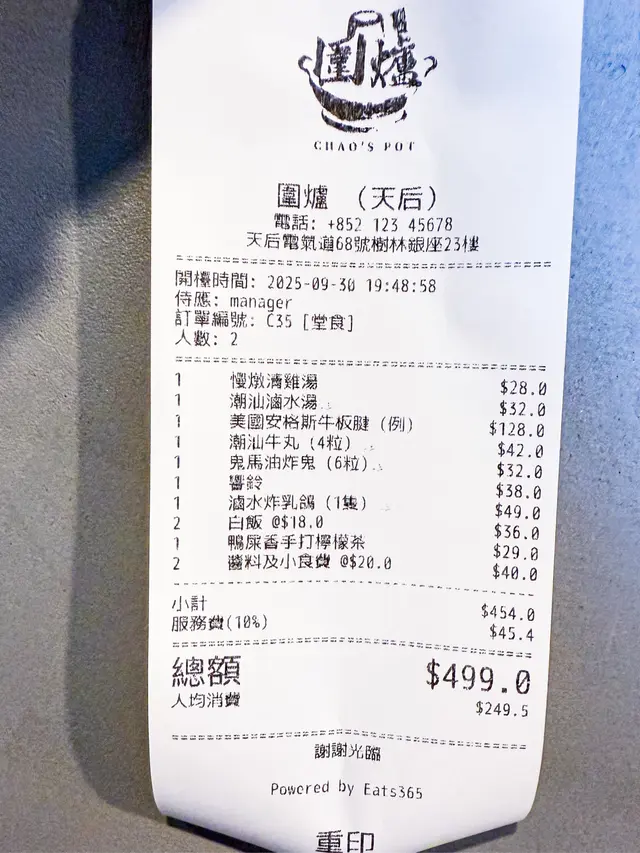 圍爐
CHAO'S POT
圍爐 （天后）
電話: +852 123 45678
天后電氣道68號樹林銀座23樓
開檯時間: 2025-09-30 19:48:58
侍應: manager
訂單編號: C35 [堂食]
人數: 2
1 慢燉清雞湯 $28.0
1 潮汕滷水湯 $32.0
1 美國安格斯牛板腱 (例) $128.0
1 潮汕牛丸 (4粒) $42.0
1 鬼馬油炸鬼 (6粒) $32.0
1 響鈴 $38.0
1 滷水炸乳鴿 (1隻) $49.0
2 白飯 @$18.0 $36.0
1 鴨屎香手打檸檬茶 $29.0
2 醬料及小食費 @$20.0 $40.0
小計 $454.0
服務費(10%) $45.4
總額 $499.0
人均消費 $249.5
謝謝光臨
Powered by Eats365
重印